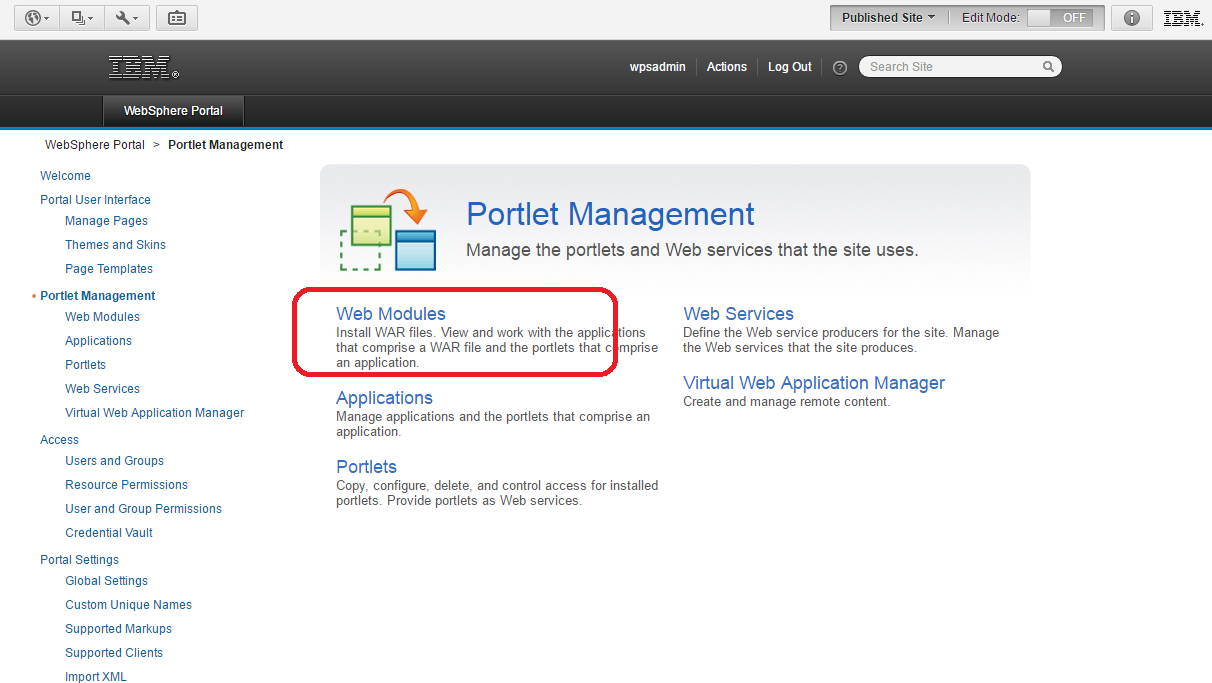 Published Site
Edit Mode:
OFF
IBM.
IBM®
wpsadmin
Actions
Log Out
?
Search Site
WebSphere Portal
WebSphere Portal > Portlet Management
Welcome
Portal User Interface
Manage Pages
Themes and Skins
Page Templates
Portlet Management
Web Modules
Applications
Portlets
Web Services
Virtual Web Application Manager
Access
Users and Groups
Resource Permissions
User and Group Permissions
Credential Vault
Portal Settings
Global Settings
Custom Unique Names
Supported Markups
Supported Clients
Import XML
Portlet Management
Manage the portlets and Web services that the site uses.
Web Modules
Install WAR files. View and work with the applications
that comprise a WAR file and the portlets that comprise
an application.
Applications
Manage applications and the portlets that comprise an
application.
Portlets
Copy, configure, delete, and control access for installed
portlets. Provide portlets as Web services.
Web Services
Define the Web service producers for the site. Manage
the Web services that the site produces.
Virtual Web Application Manager
Create and manage remote content.